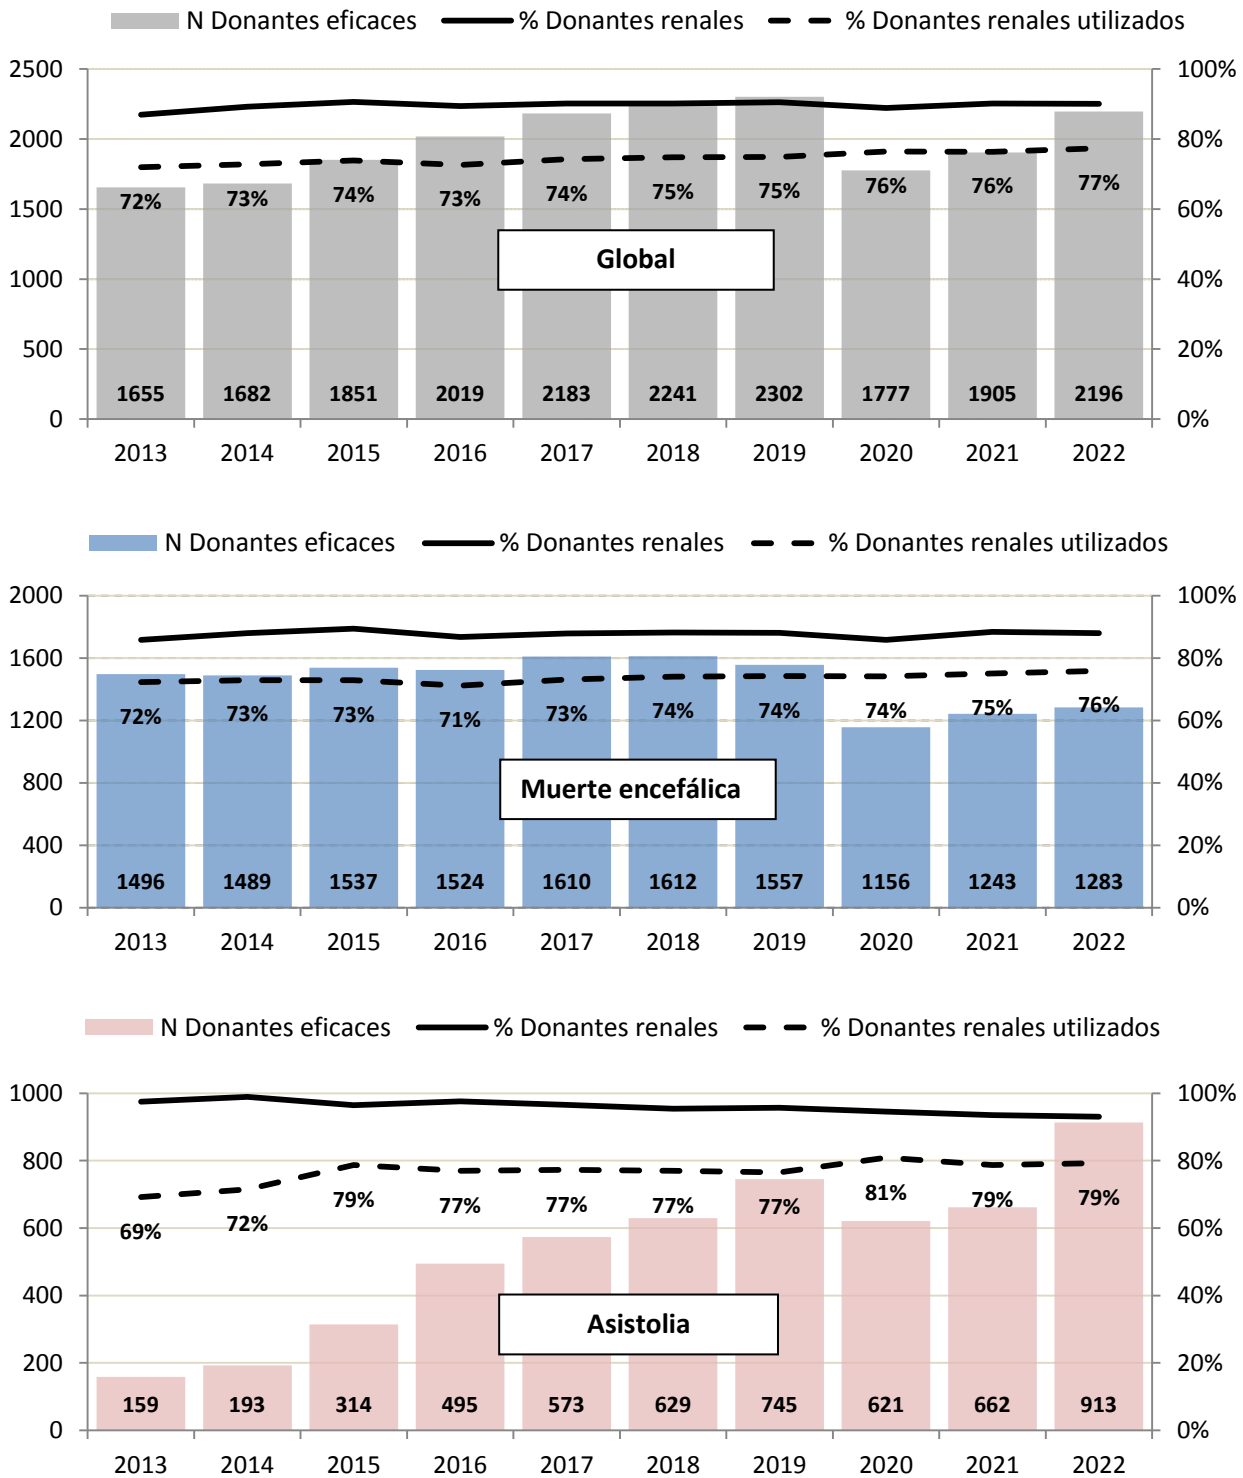 N Donantes eficaces % Donantes renales % Donantes renales utilizados
2500 100%
2000 80%
72% 73% 74% 73% 74% 75% 75% 76% 76% 77%
1500 60%
Global
1000 40%
500 20%
1655 1682 1851 2019 2183 2241 2302 1777 1905 2196
0 0%
2013 2014 2015 2016 2017 2018 2019 2020 2021 2022
N Donantes eficaces % Donantes renales % Donantes renales utilizados
2000 100%
1600 80%
72% 73% 73% 71% 73% 74% 74% 74% 75% 76%
1200 60%
Muerte encefálica
800 40%
400 20%
1496 1489 1537 1524 1610 1612 1557 1156 1243 1283
0 0%
2013 2014 2015 2016 2017 2018 2019 2020 2021 2022
N Donantes eficaces % Donantes renales % Donantes renales utilizados
1000 100%
800 80%
69% 72% 79% 77% 77% 77% 77% 81% 79% 79%
600 60%
400 40%
Asistolia
200 20%
159 193 314 495 573 629 745 621 662 913
0 0%
2013 2014 2015 2016 2017 2018 2019 2020 2021 2022